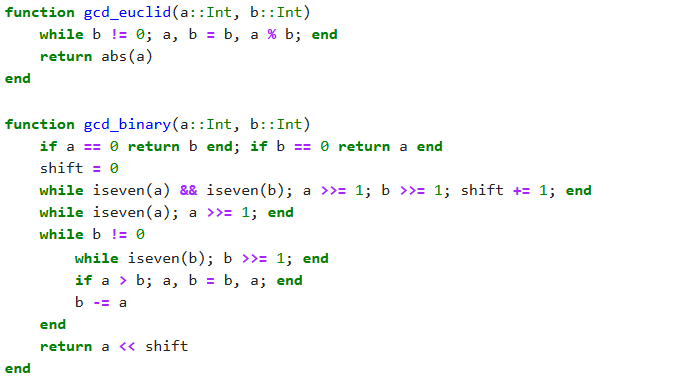 function gcd_euclid(a::Int, b::Int)
    while b != 0; a, b = b, a % b; end
    return abs(a)
end

function gcd_binary(a::Int, b::Int)
    if a == 0 return b end; if b == 0 return a end
    shift = 0
    while iseven(a) && iseven(b); a >>= 1; b >>= 1; shift += 1; end
    while iseven(a); a >>= 1; end
    while b != 0
        while iseven(b); b >>= 1; end
        if a > b; a, b = b, a; end
        b -= a
    end
    return a << shift
end